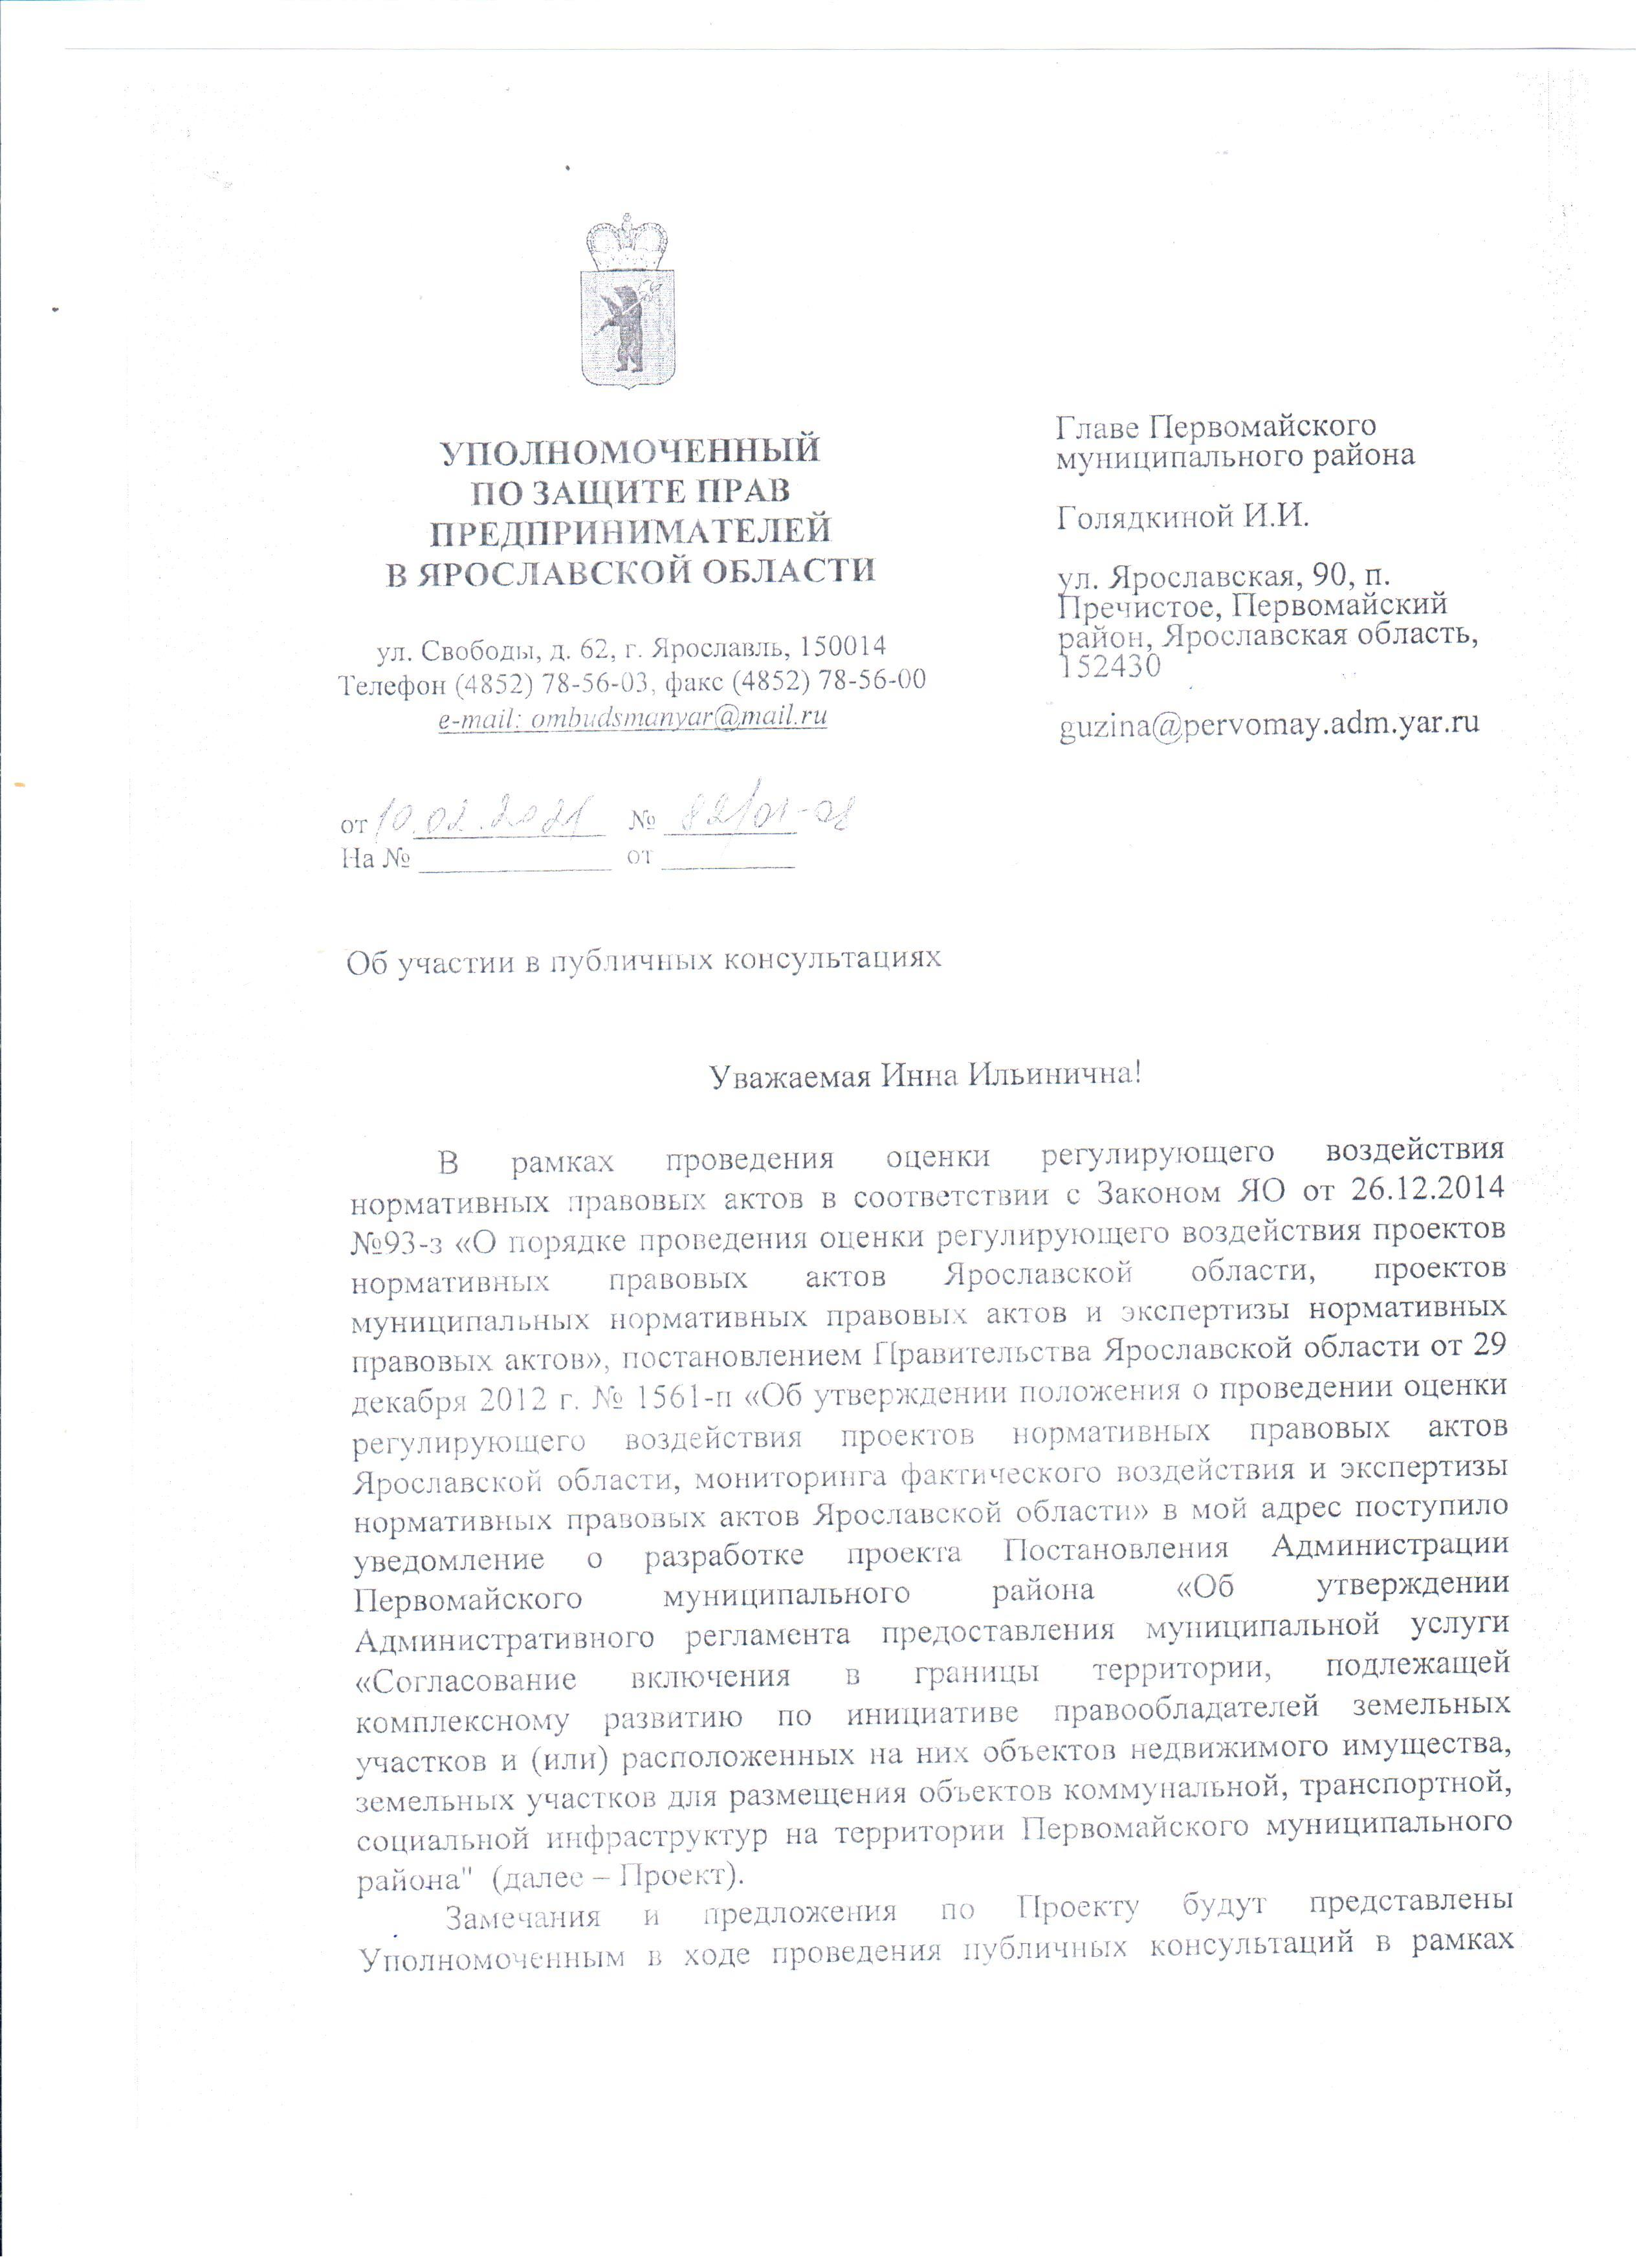 УПОЛНОМОЧЕННЫЙ
ПО ЗАЩИТЕ ПРАВ
ПРЕДПРИНИМАТЕЛЕЙ
В ЯРОСЛАВСКОЙ ОБЛАСТИ
ул. Свободы, д. 62, г. Ярославль, 150014
Телефон (4852) 78-56-03, факс (4852) 78-56-00
e-mail: ombudsmanyar@mail.ru
от 10.02.2021 № 82/01-08
На № ____________ от ________
Главе Первомайского
муниципального района
Голядкиной И.И.
ул. Ярославская, 90, п.
Пречистое, Первомайский
район, Ярославская область,
152430
guzina@pervomay.adm.yar.ru
Об участии в публичных консультациях
Уважаемая Инна Ильинична!
В рамках проведения оценки регулирующего воздействия
нормативных правовых актов в соответствии с Законом ЯО от 26.12.2014
№93-з «О порядке проведения оценки регулирующего воздействия проектов
нормативных правовых актов Ярославской области, проектов
муниципальных нормативных правовых актов и экспертизы нормативных
правовых актов», постановлением Правительства Ярославской области от 29
декабря 2012 г. № 1561-п «Об утверждении положения о проведении оценки
регулирующего воздействия проектов нормативных правовых актов
Ярославской области, мониторинга фактического воздействия и экспертизы
нормативных правовых актов Ярославской области» в мой адрес поступило
уведомление о разработке проекта Постановления Администрации
Первомайского муниципального района «Об утверждении
Административного регламента предоставления муниципальной услуги
«Согласование включения в границы территории, подлежащей
комплексному развитию по инициативе правообладателей земельных
участков и (или) расположенных на них объектов недвижимого имущества,
земельных участков для размещения объектов коммунальной, транспортной,
социальной инфраструктур на территории Первомайского муниципального
района" (далее – Проект).
Замечания и предложения по Проекту будут представлены
Уполномоченным в ходе проведения публичных консультаций в рамках